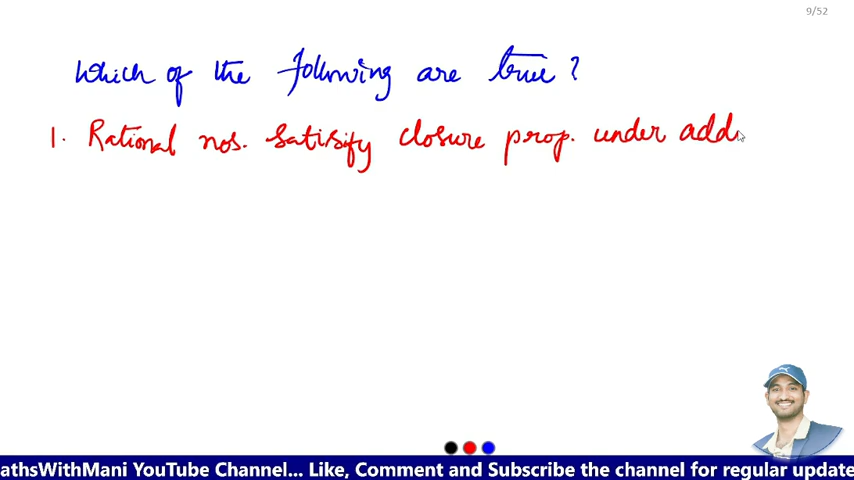 9/52
Which of the following are true?
1. Rational nos. satisify closure prop. under add
athsWithMani YouTube Channel... Like, Comment and Subscribe the channel for regular update